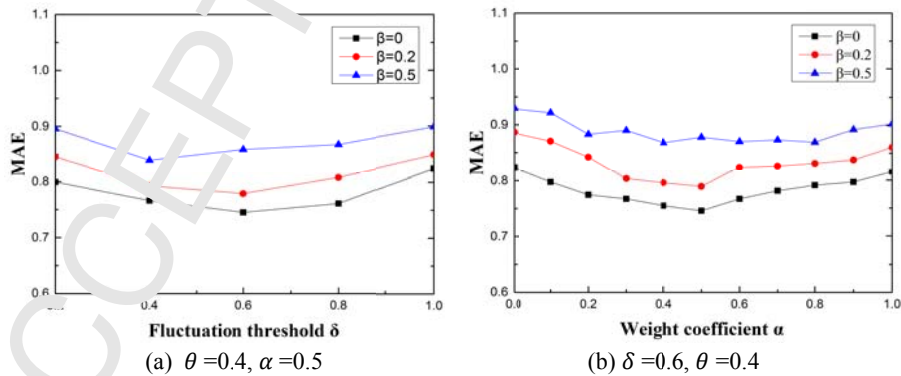 1.1
1.0
0.9
0.8
0.7
0.6
MAE
β=0
β=0.2
β=0.5
0.4
0.6
0.8
1.0
Fluctuation threshold δ
(a) θ =0.4, α =0.5
1.1
1.0
0.9
0.8
0.7
0.6
MAE
β=0
β=0.2
β=0.5
0.0
0.2
0.4
0.6
0.8
1.0
Weight coefficient α
(b) δ =0.6, θ =0.4
CCEPT